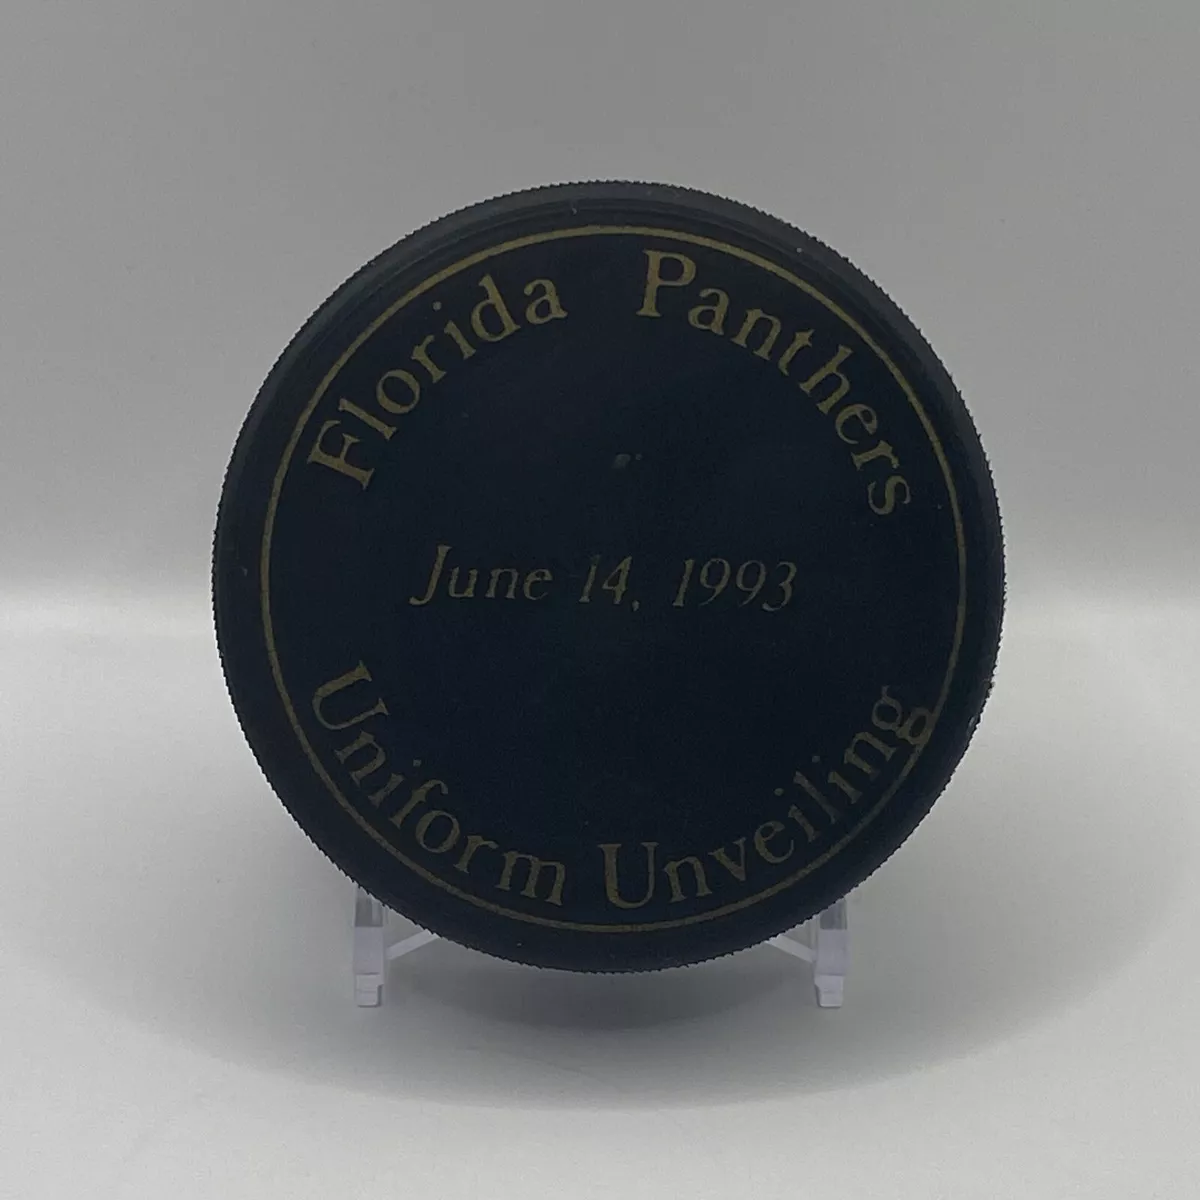 Florida Panthers
June 14, 1993
Uniform Unveiling